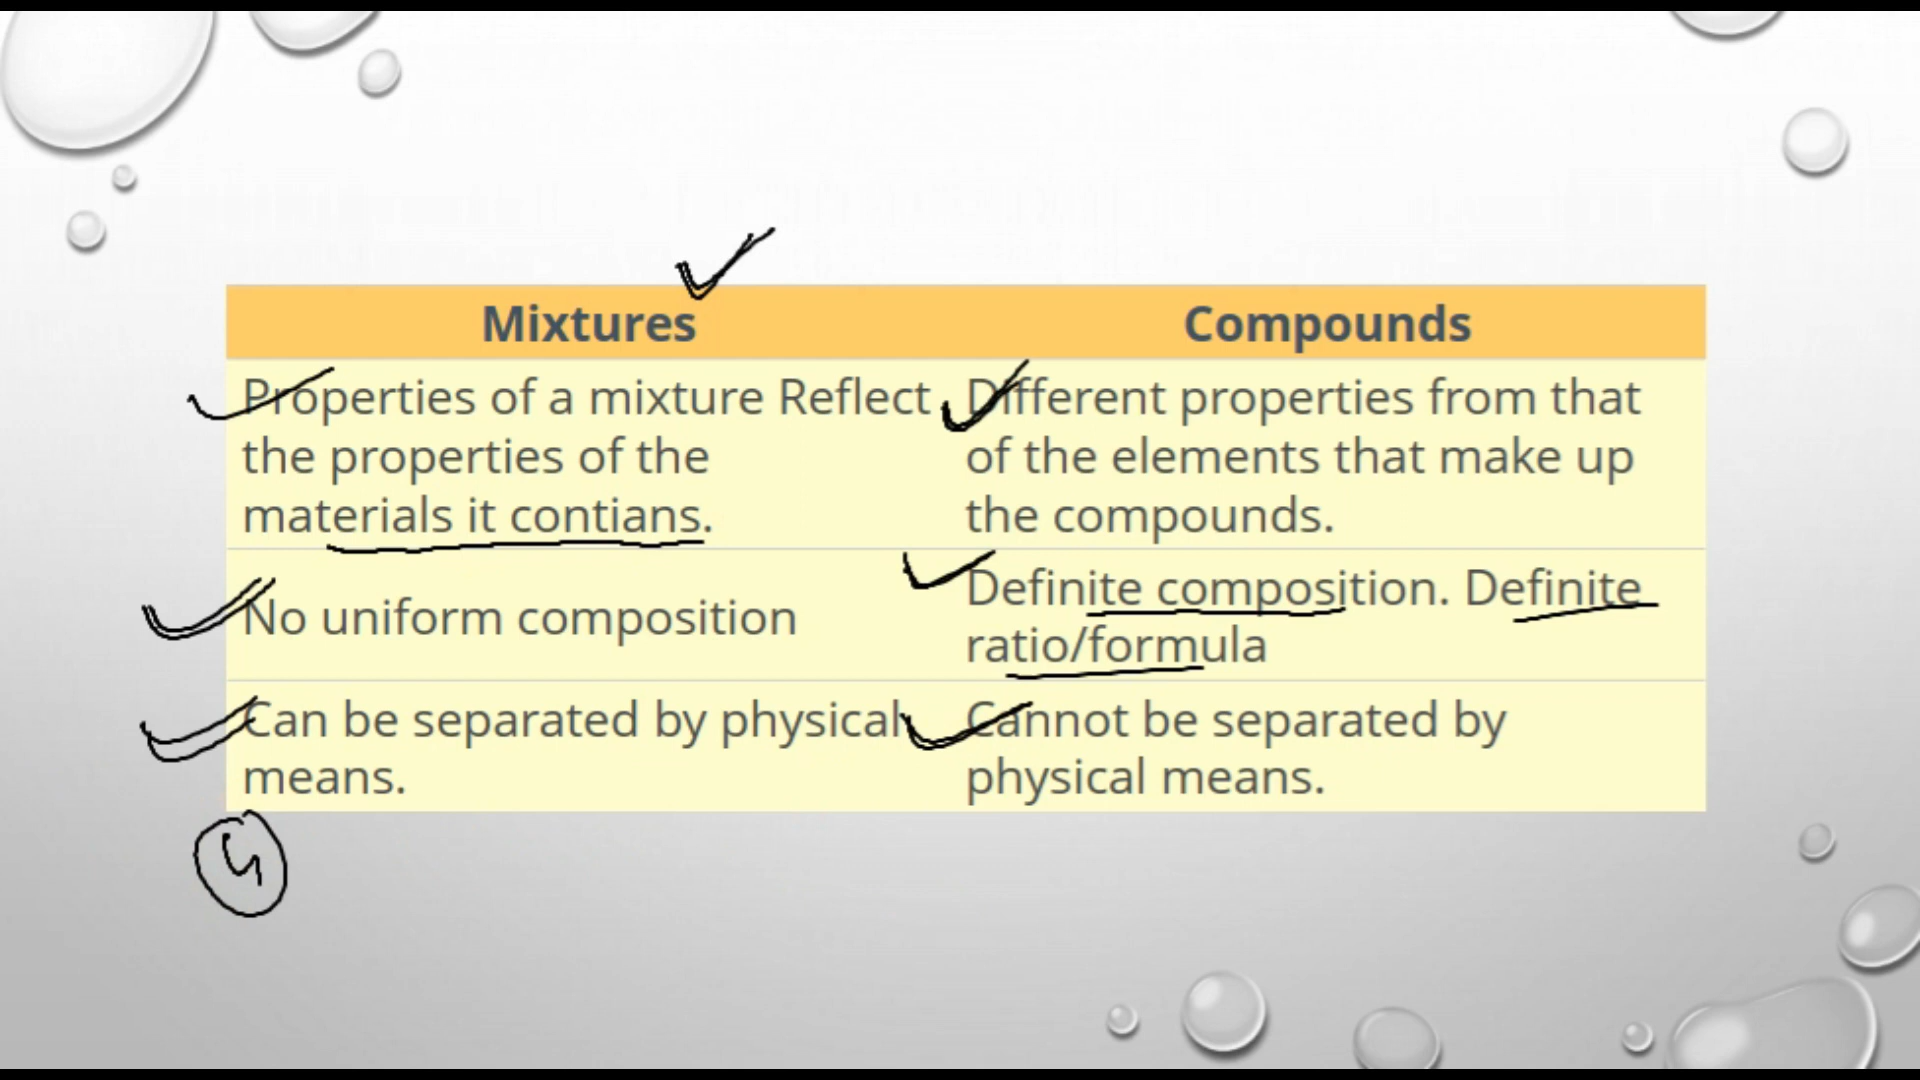 Mixtures
Compounds
Properties of a mixture Reflect
the properties of the
materials it contians.
Different properties from that
of the elements that make up
the compounds.
No uniform composition
Definite composition. Definite
ratio/formula
Can be separated by physical
means.
Cannot be separated by
physical means.
4